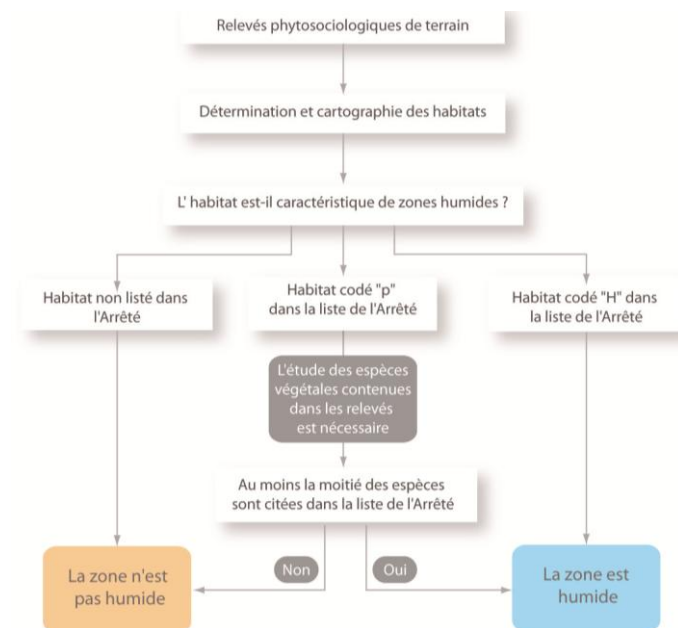 Relevés phytosociologiques de terrain
Détermination et cartographie des habitats
L' habitat est-il caractéristique de zones humides ?
Habitat non listé dans
l'Arrêté
Habitat codé "p"
dans la liste de l'Arrêté
Habitat codé "H" dans
la liste de l'Arrêté
L'étude des espèces
végétales contenues
dans les relevés
est nécessaire
Au moins la moitié des espèces
sont citées dans la liste de l'Arrêté
Non
Oui
La zone n'est
pas humide
La zone est
humide